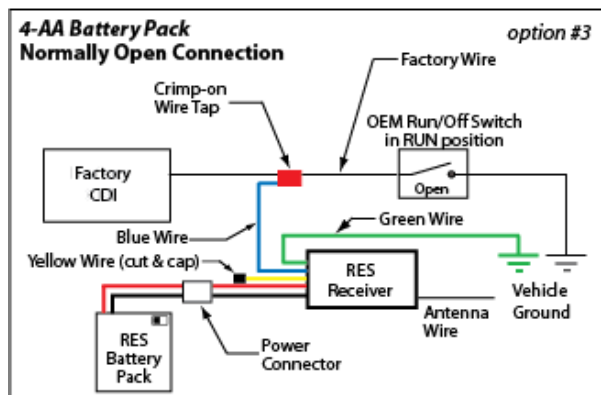 4-AA Battery Pack
Normally Open Connection
option #3
Factory Wire
Crimp-on
Wire Tap
OEM Run/Off Switch
in RUN position
Factory
CDI
Open
Blue Wire
Green Wire
Yellow Wire (cut & cap)
RES
Receiver
Antenna
Wire
Vehicle
Ground
RES
Battery
Pack
Power
Connector